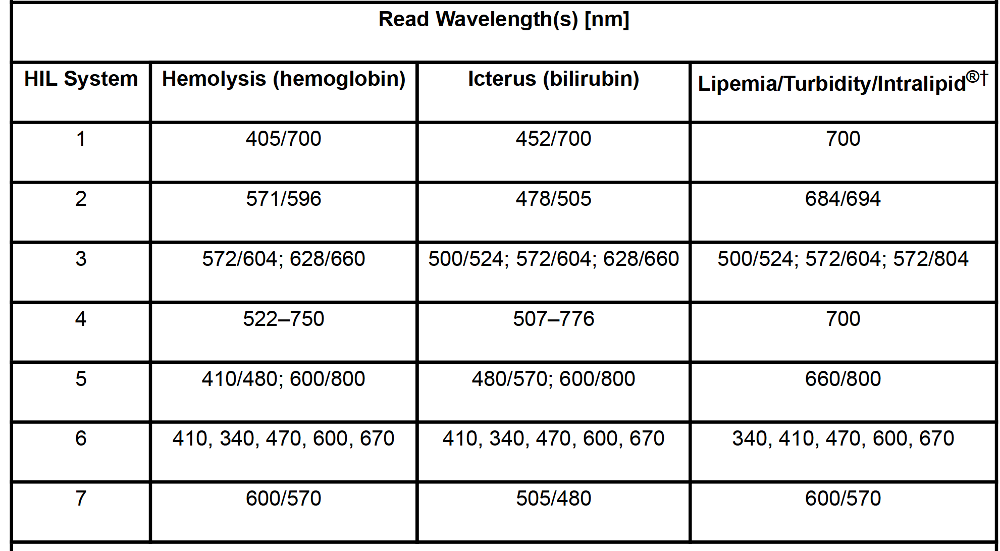 Read Wavelength(s) [nm]
HIL System Hemolysis (hemoglobin) Icterus (bilirubin) Lipemia/Turbidity/Intralipid®†
1 405/700 452/700 700
2 571/596 478/505 684/694
3 572/604; 628/660 500/524; 572/604; 628/660 500/524; 572/604; 572/804
4 522–750 507–776 700
5 410/480; 600/800 480/570; 600/800 660/800
6 410, 340, 470, 600, 670 410, 340, 470, 600, 670 340, 410, 470, 600, 670
7 600/570 505/480 600/570